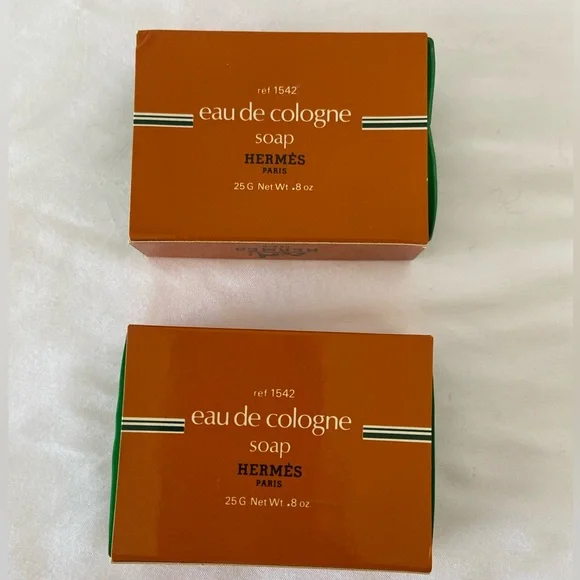 réf 1542
eau de cologne
soap
HERMÈS
PARIS
25 G Net Wt .8 oz
HERMÈS
réf 1542
eau de cologne
soap
HERMÈS
PARIS
25 G Net Wt .8 oz